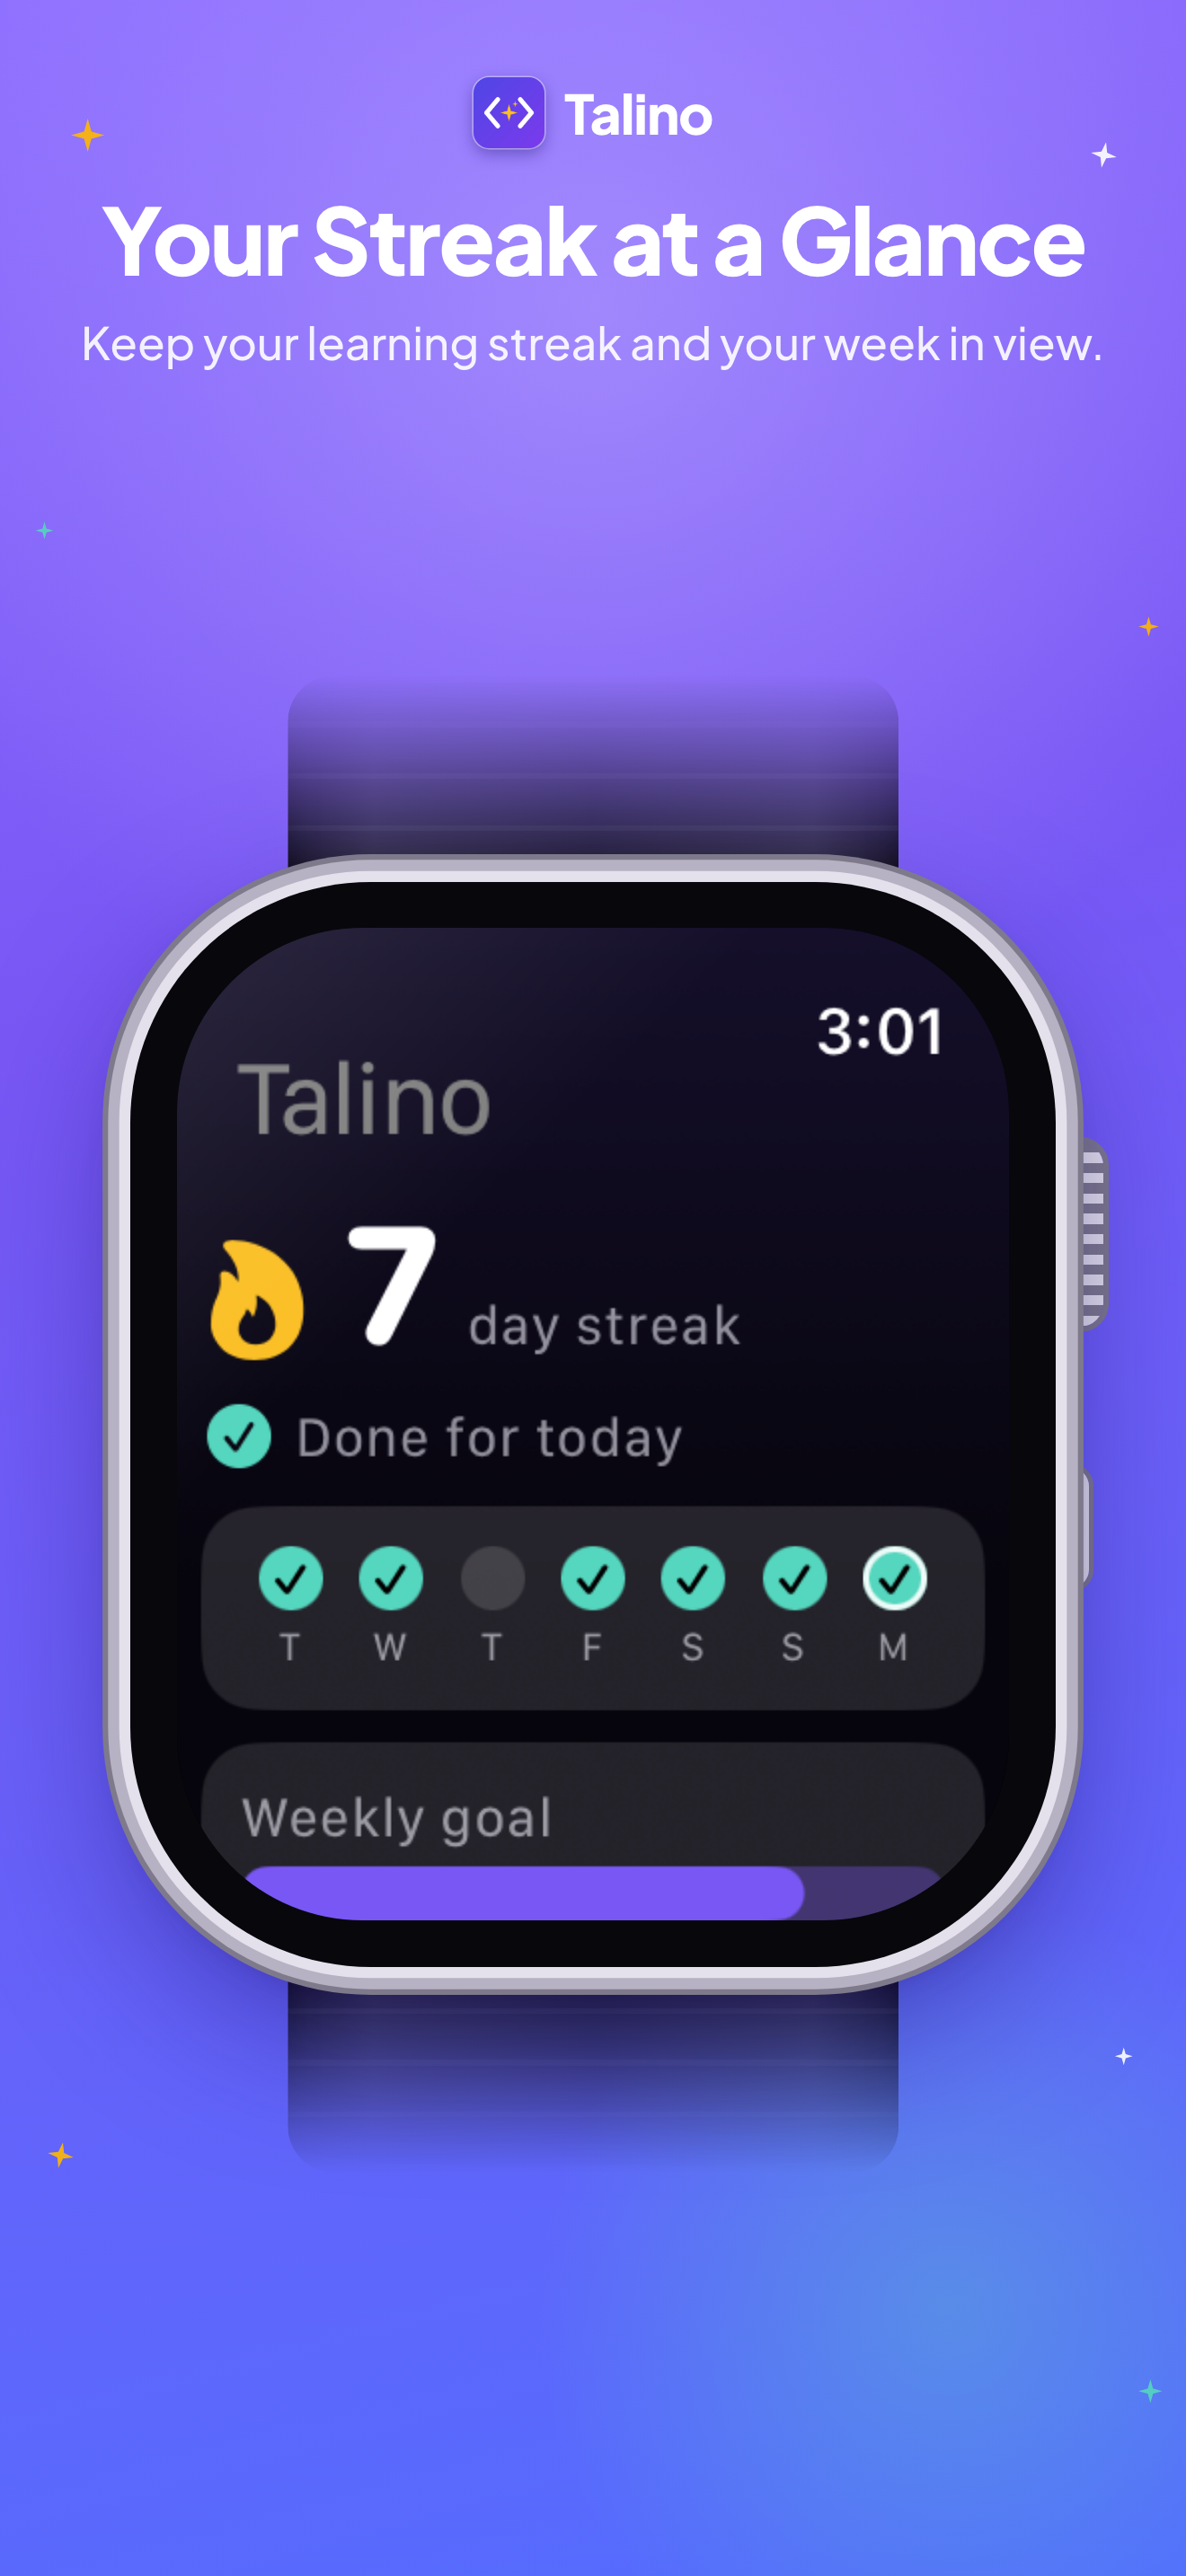 Talino
Your Streak at a Glance
Keep your learning streak and your week in view.
3:01
Talino
7 day streak
Done for today
T W T F S S M
Weekly goal